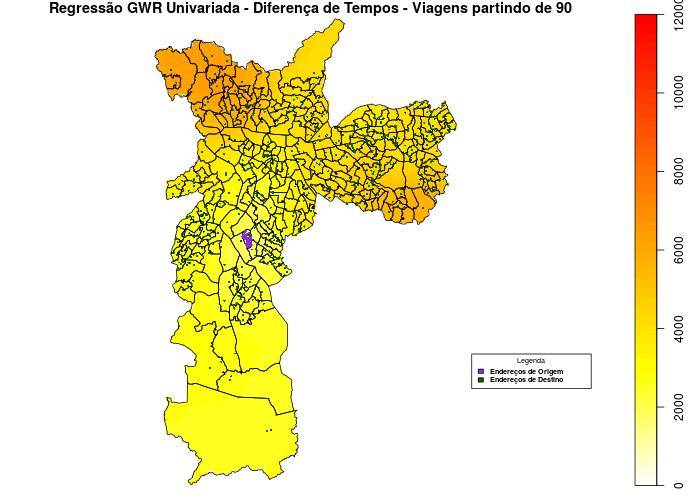 Regressão GWR Univariada - Diferença de Tempos - Viagens partindo de 90
Legenda
Endereços de Origem
Endereços de Destino
12000
10000
8000
6000
4000
2000
0